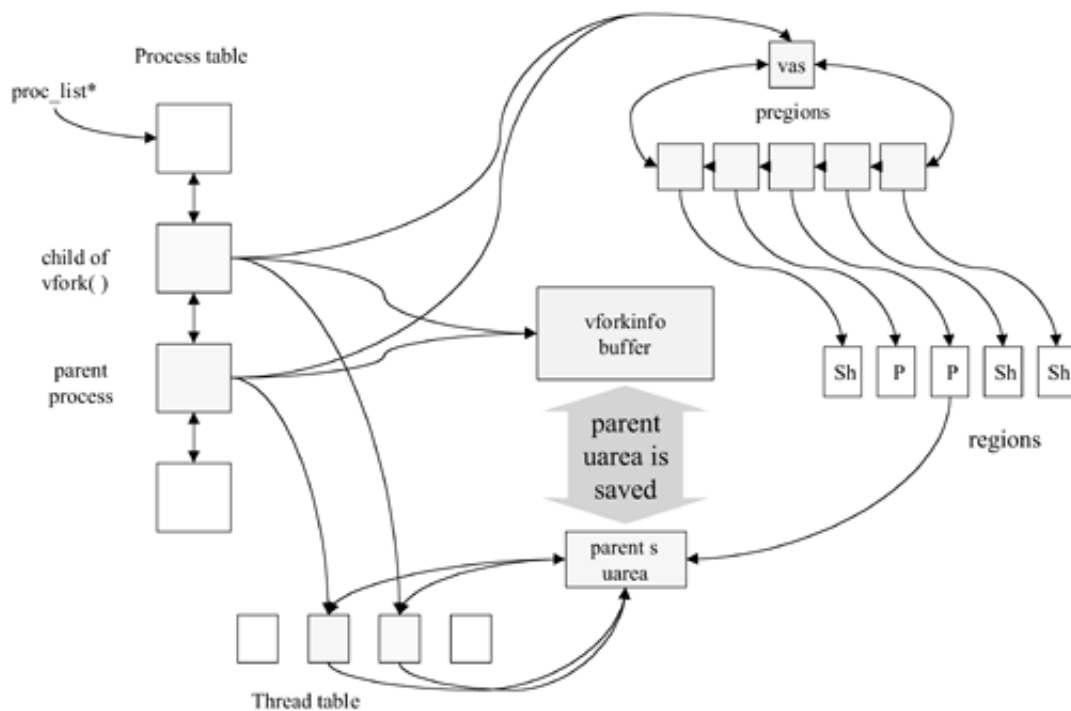 Process table
proc_list*
vas
pregions
child of
vfork( )
vforkinfo
buffer
parent
process
Sh
P
P
Sh
Sh
regions
parent
uarea is
saved
parent s
uarea
Thread table